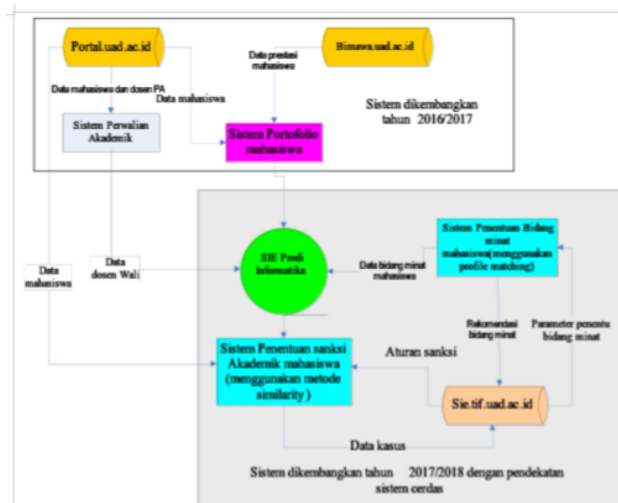 Portal.uad.ac.id
Bimawa.uad.ac.id
Data prestasi
mahasiswa
Data mahasiswa dan dosen PA
Data mahasiswa
Sistem dikembangkan
tahun 2016/2017
Sistem Perwalian
Akademik
Sistem Portofolio
mahasiswa
SIE Prodi
Informatika
Sistem Penentuan Bidang
minat
mahasiswa(menggunakan
profile matching)
Data
mahasiswa
Data
dosen Wali
Data bidang minat
mahasiswa
Rekomendasi
bidang minat
Parameter penentu
bidang minat
Sistem Penentuan sanksi
Akademik mahasiswa
(menggunakan metode
similarity )
Aturan sanksi
Sie.tif.uad.ac.id
Data kasus
Sistem dikembangkan tahun 2017/2018 dengan pendekatan
sistem cerdas